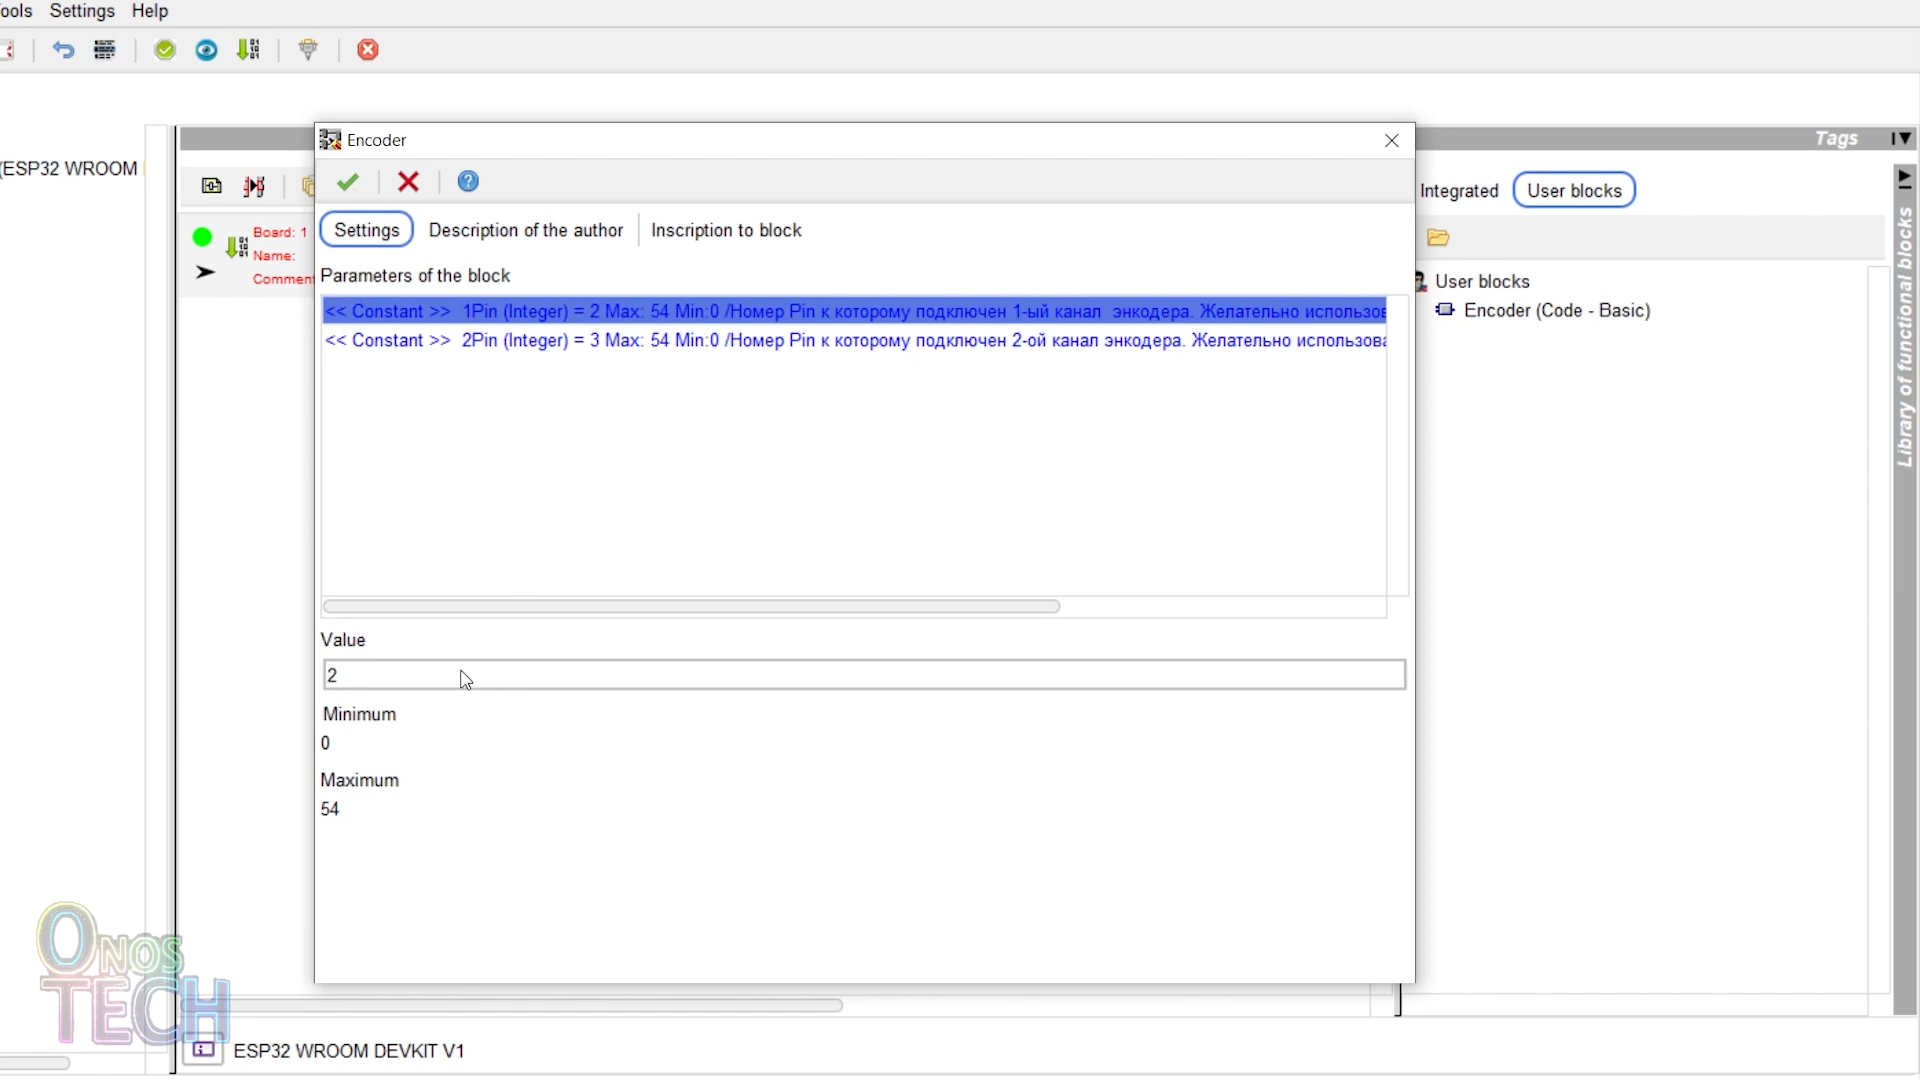 ools Settings Help
Encoder
Tags
(ESP32 WROOM
Integrated User blocks
Board: 1
Name:
Comment
Settings Description of the author Inscription to block
Parameters of the block
<< Constant >> 1Pin (Integer) = 2 Max: 54 Min:0 /Номер Pin к которому подключен 1-ый канал энкодера. Желательно использов
<< Constant >> 2Pin (Integer) = 3 Max: 54 Min:0 /Номер Pin к которому подключен 2-ой канал энкодера. Желательно использова
User blocks
Encoder (Code - Basic)
Library of functional blocks
Value
2
Minimum
0
Maximum
54
ONOS
TECH
ESP32 WROOM DEVKIT V1